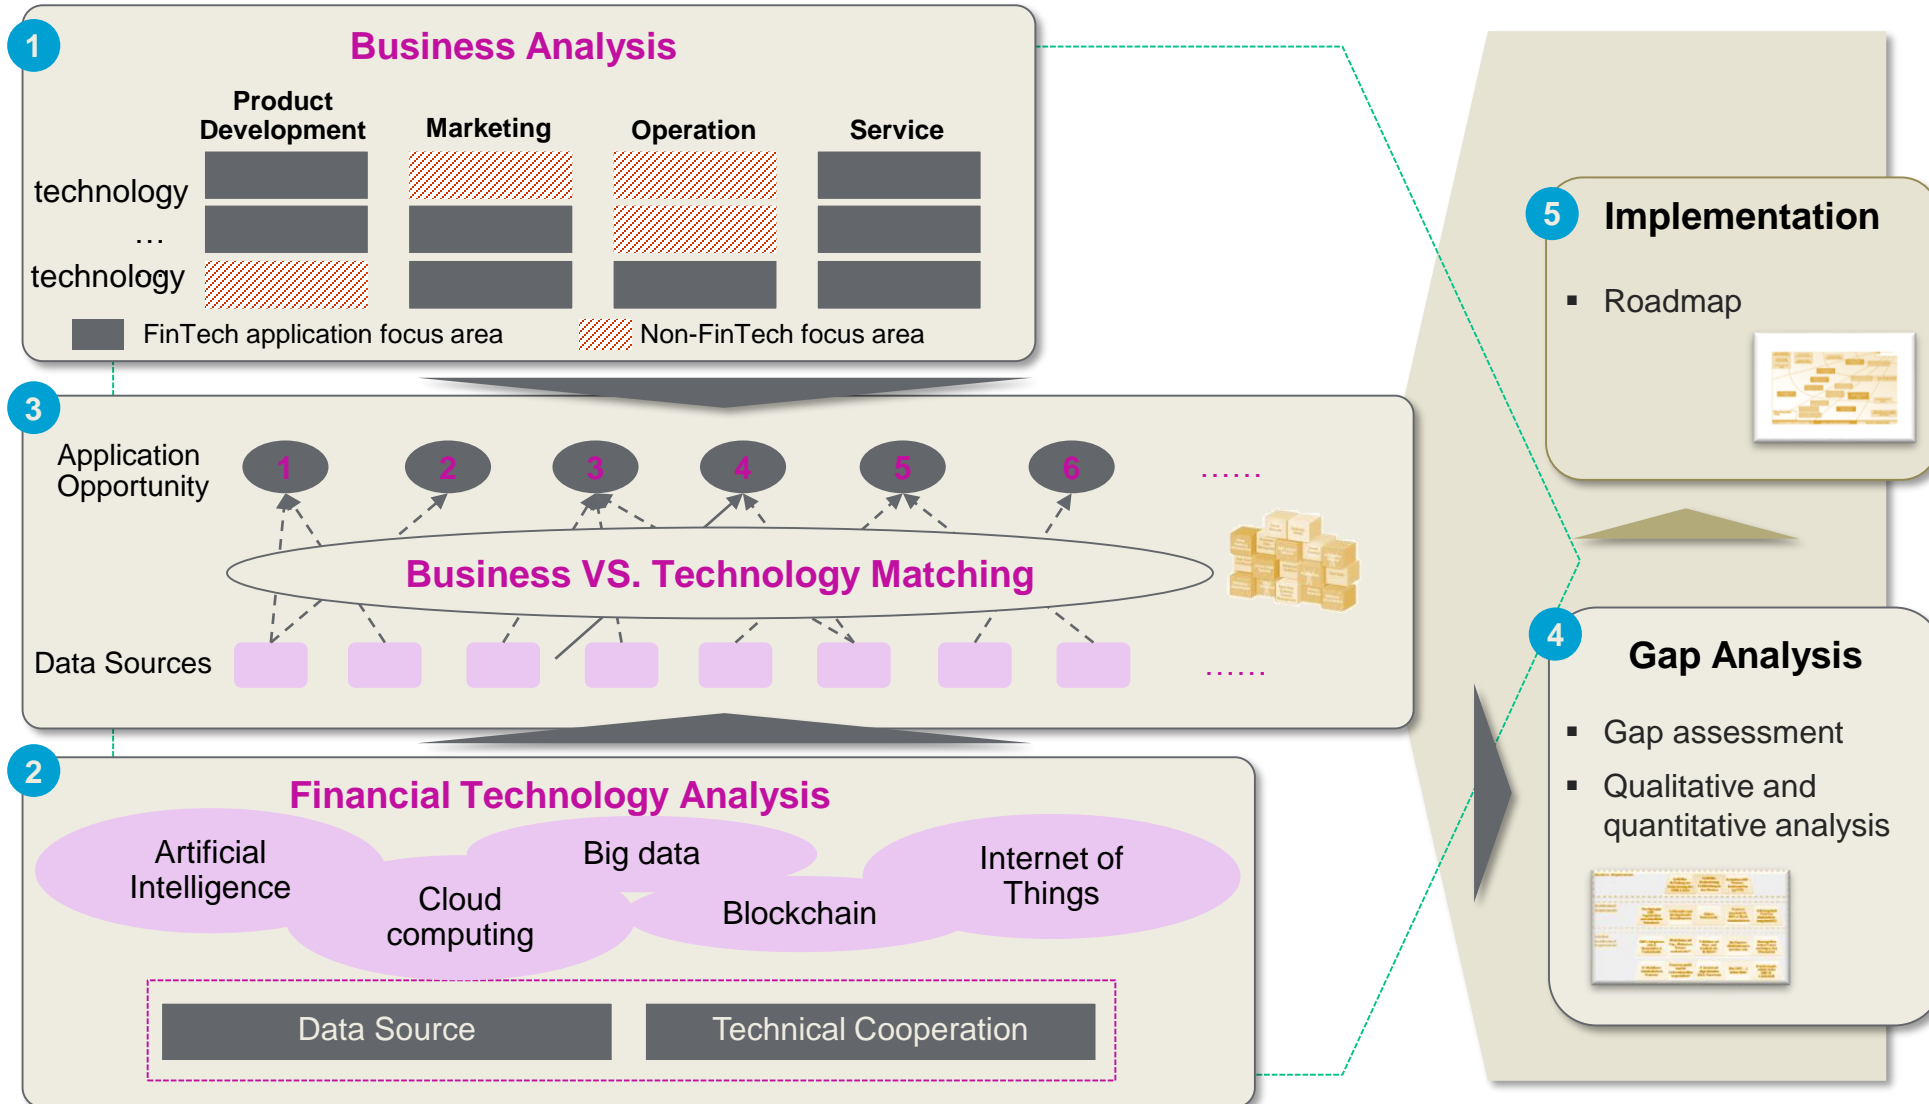 1
Business Analysis
Product
Development
Marketing
Operation
Service
technology
...
technology
...
FinTech application focus area
Non-FinTech focus area
3
Application
Opportunity
1
2
3
4
5
6
......
Business VS. Technology Matching
Data Sources
......
2
Financial Technology Analysis
Artificial
Intelligence
Cloud
computing
Big data
Blockchain
Internet of
Things
Data Source
Technical Cooperation
5
Implementation
▪ Roadmap
4
Gap Analysis
▪ Gap assessment
▪ Qualitative and
quantitative analysis